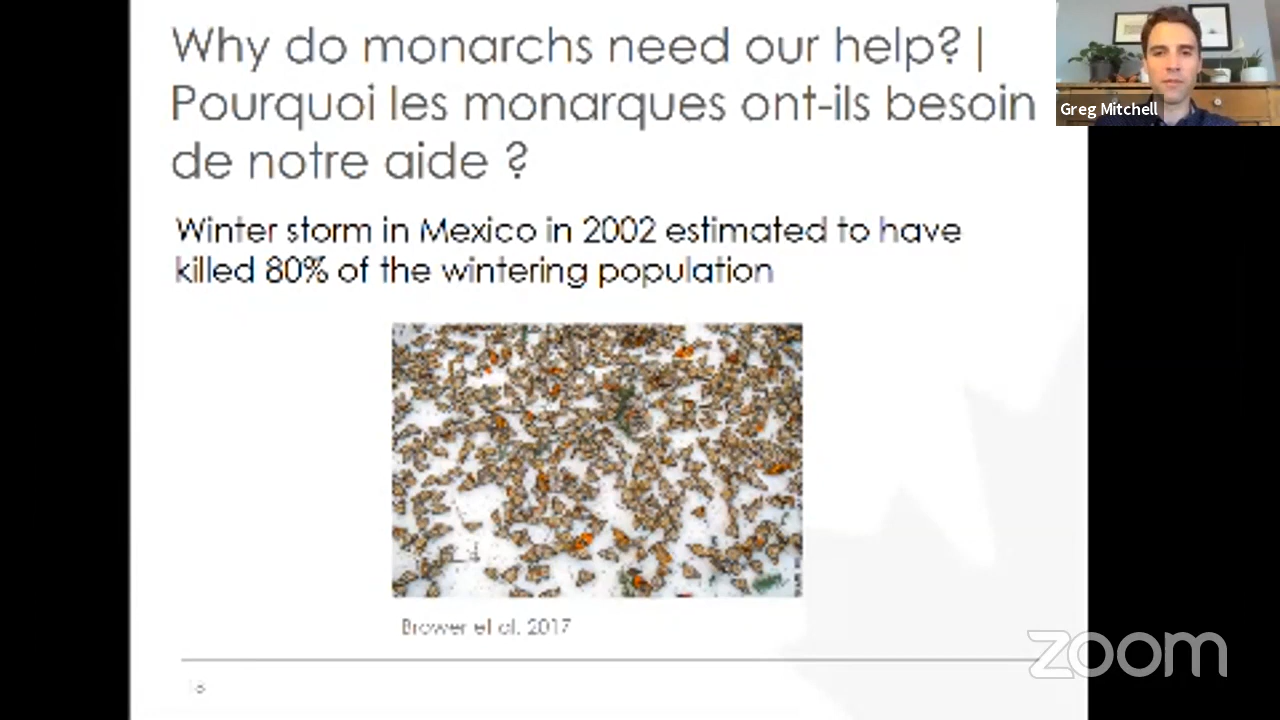 Why do monarchs need our help? |
Pourquoi les monarques ont-ils besoin
de notre aide ?
Greg Mitchell
Winter storm in Mexico in 2002 estimated to have
killed 80% of the wintering population
Brower et al. 2017
zoom